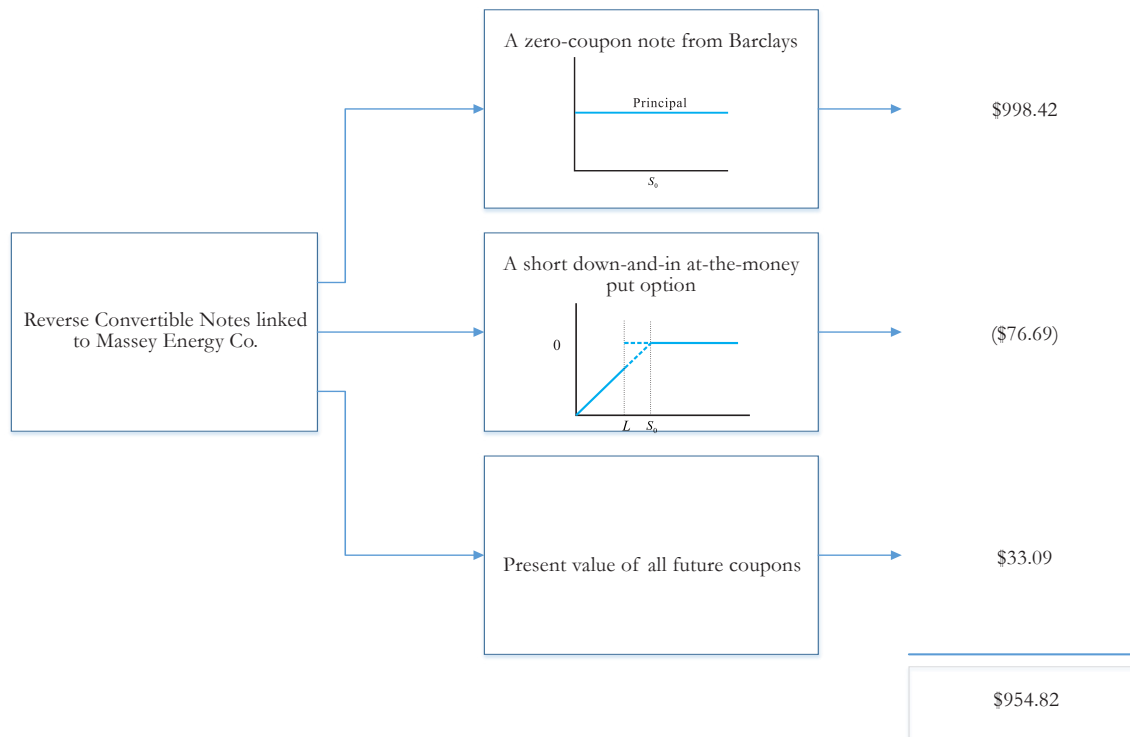 A zero-coupon note from Barclays
Principal
S₀
$998.42
Reverse Convertible Notes linked
to Massey Energy Co.
A short down-and-in at-the-money
put option
0
L S₀
($76.69)
Present value of all future coupons
$33.09
$954.82